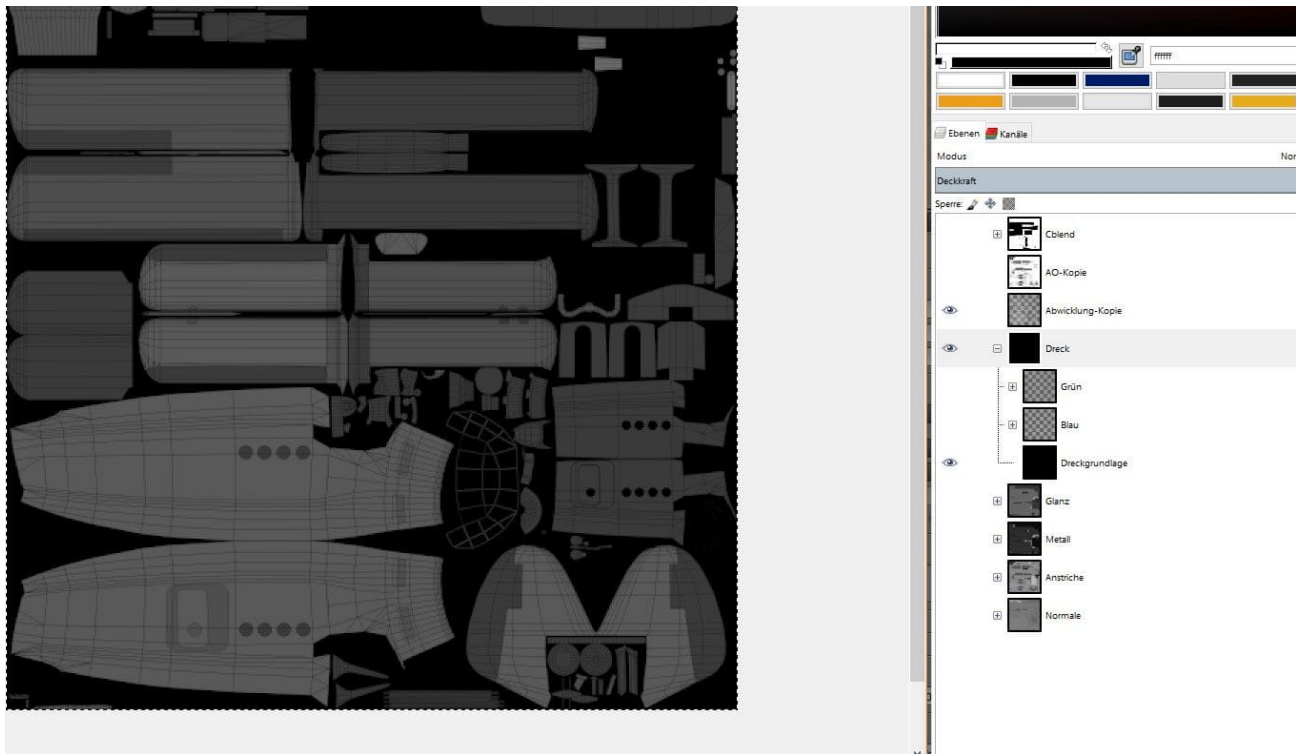 ffffff
Ebenen
Kanäle
Modus
Nor
Deckkraft
Sperre:
Cblend
AO-Kopie
Abwicklung-Kopie
Dreck
Grün
Blau
Dreckgrundlage
Glanz
Metall
Anstriche
Normale